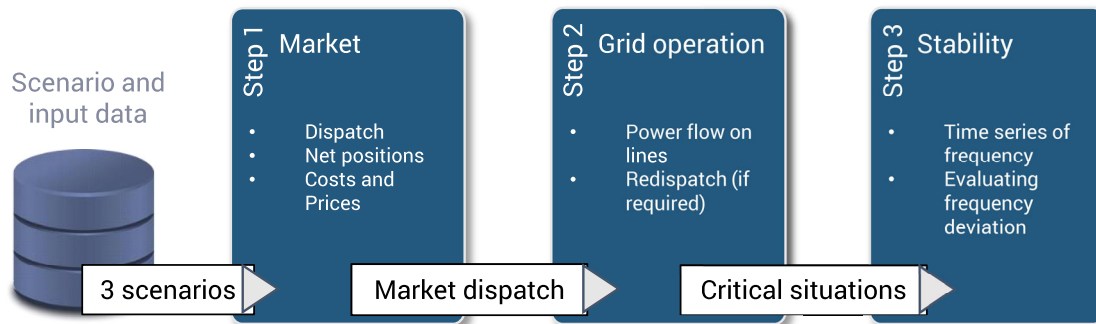 Scenario and
input data
3 scenarios
Step 1
Market
• Dispatch
• Net positions
• Costs and
Prices
Market dispatch
Step 2
Grid operation
• Power flow on
lines
• Redispatch (if
required)
Critical situations
Step 3
Stability
• Time series of
frequency
• Evaluating
frequency
deviation